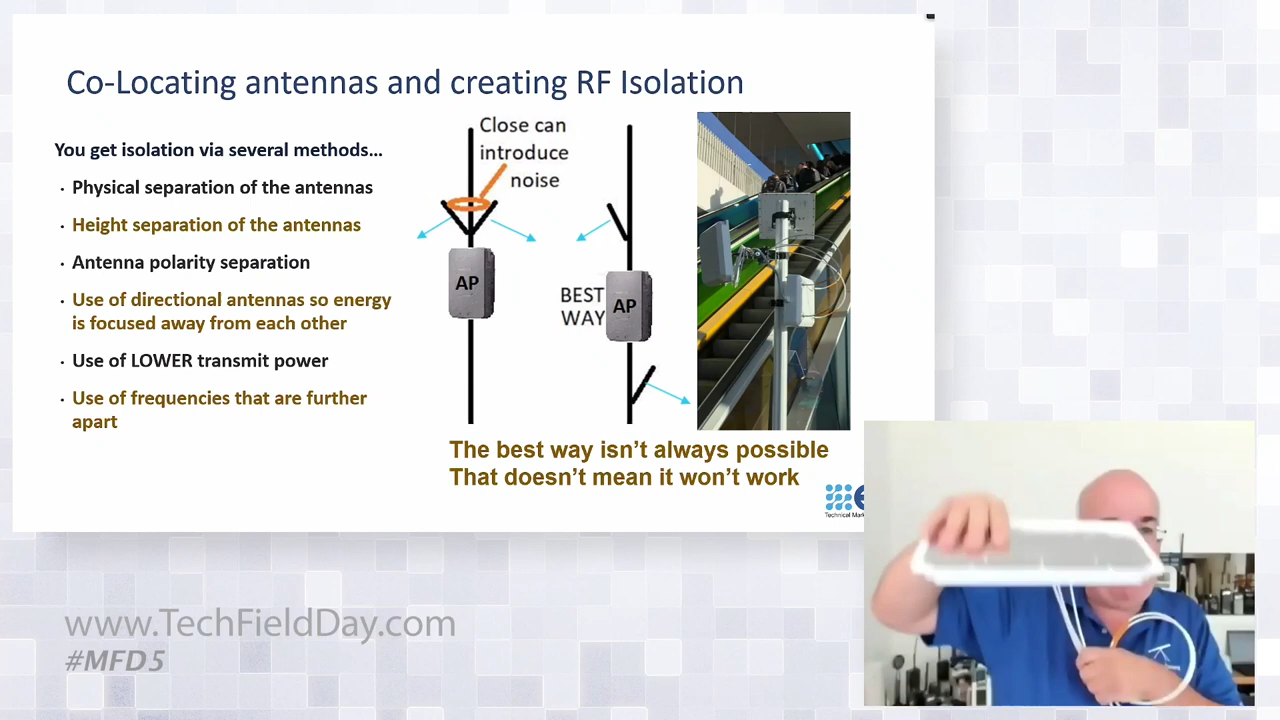 Co-Locating antennas and creating RF Isolation
You get isolation via several methods...
· Physical separation of the antennas
· Height separation of the antennas
· Antenna polarity separation
· Use of directional antennas so energy
is focused away from each other
· Use of LOWER transmit power
· Use of frequencies that are further
apart
Close can
introduce
noise
AP
BEST
WAY
AP
The best way isn't always possible
That doesn't mean it won't work
Technical
www.TechFieldDay.com
#MFD5